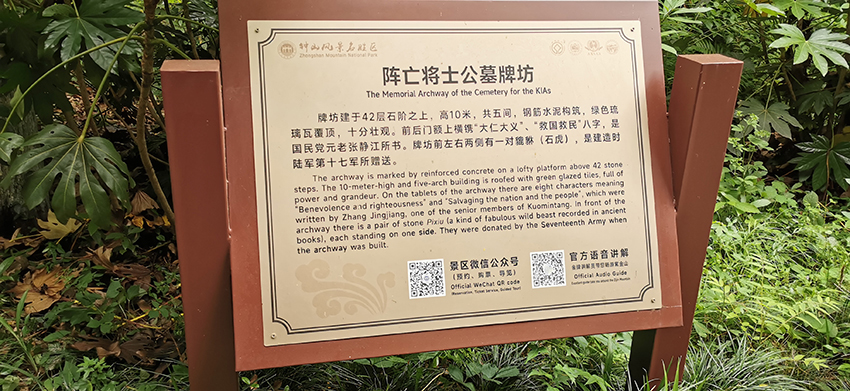 钟山风景名胜区
Zhongshan Mountain National Park
阵亡将士公墓牌坊
The Memorial Archway of the Cemetery for the KIAs
牌坊建于42层石阶之上，高10米，共五间，钢筋水泥构筑，绿色琉
璃瓦覆顶，十分壮观。前后门额上横镌“大仁大义”、“救国救民”八字，是
国民党元老张静江所书。牌坊前左右两侧有一对貔貅（石虎），是建造时
陆军第十七军所赠送。
The archway is marked by reinforced concrete on a lofty platform above 42 stone
steps. The 10-meter-high and five-arch building is roofed with green glazed tiles, full of
power and grandeur. On the tablets of the archway there are eight characters meaning
"Benevolence and righteousness" and "Salvaging the nation and the people", which were
written by Zhang Jingjiang, one of the senior members of Kuomintang. In front of the
archway there is a pair of stone Pixiu (a kind of fabulous wild beast recorded in ancient
books), each standing on one side. They were donated by the Seventeenth Army when
the archway was built.
景区微信公众号
（预约、购票、导览）
Official WeChat QR code
(Reservation, Ticket Service, Guided Tour)
官方语音讲解
Official Audio Guide